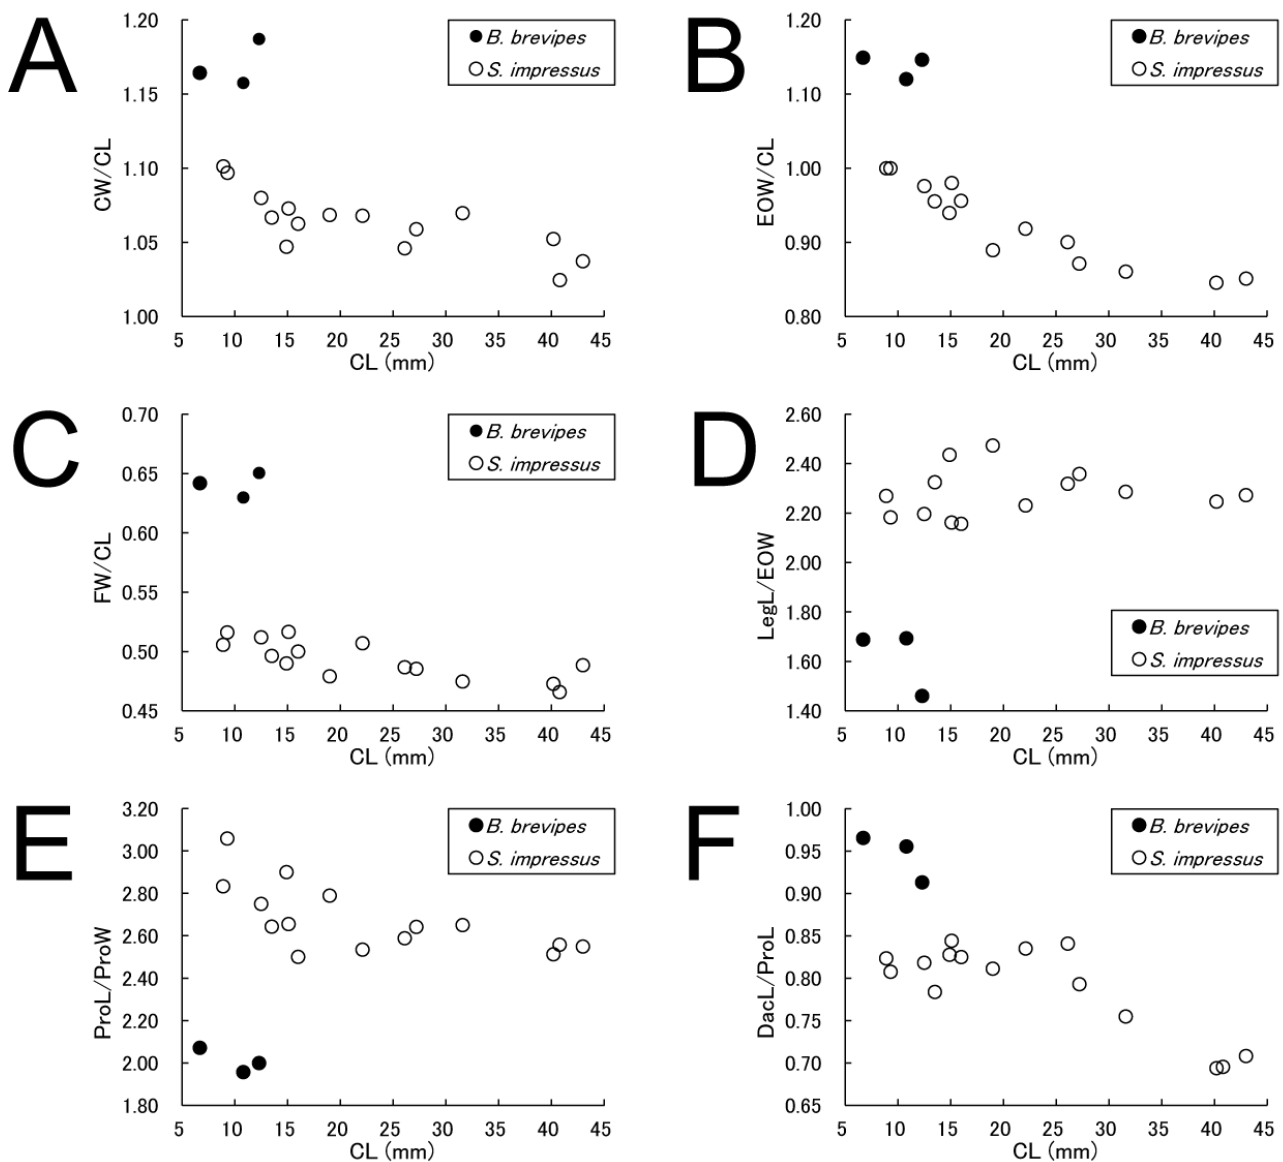 A
CW/CL
1.20
1.15
1.10
1.05
1.00
5 10 15 20 25 30 35 40 45
CL (mm)
B. brevipes
S. impressus
B
EOW/CL
1.20
1.10
1.00
0.90
0.80
5 10 15 20 25 30 35 40 45
CL (mm)
B. brevipes
S. impressus
C
FW/CL
0.70
0.65
0.60
0.55
0.50
0.45
5 10 15 20 25 30 35 40 45
CL (mm)
B. brevipes
S. impressus
D
LegL/EOW
2.60
2.40
2.20
2.00
1.80
1.60
1.40
5 10 15 20 25 30 35 40 45
CL (mm)
B. brevipes
S. impressus
E
ProL/ProW
3.20
3.00
2.80
2.60
2.40
2.20
2.00
1.80
5 10 15 20 25 30 35 40 45
CL (mm)
B. brevipes
S. impressus
F
DacL/ProL
1.00
0.95
0.90
0.85
0.80
0.75
0.70
0.65
5 10 15 20 25 30 35 40 45
CL (mm)
B. brevipes
S. impressus